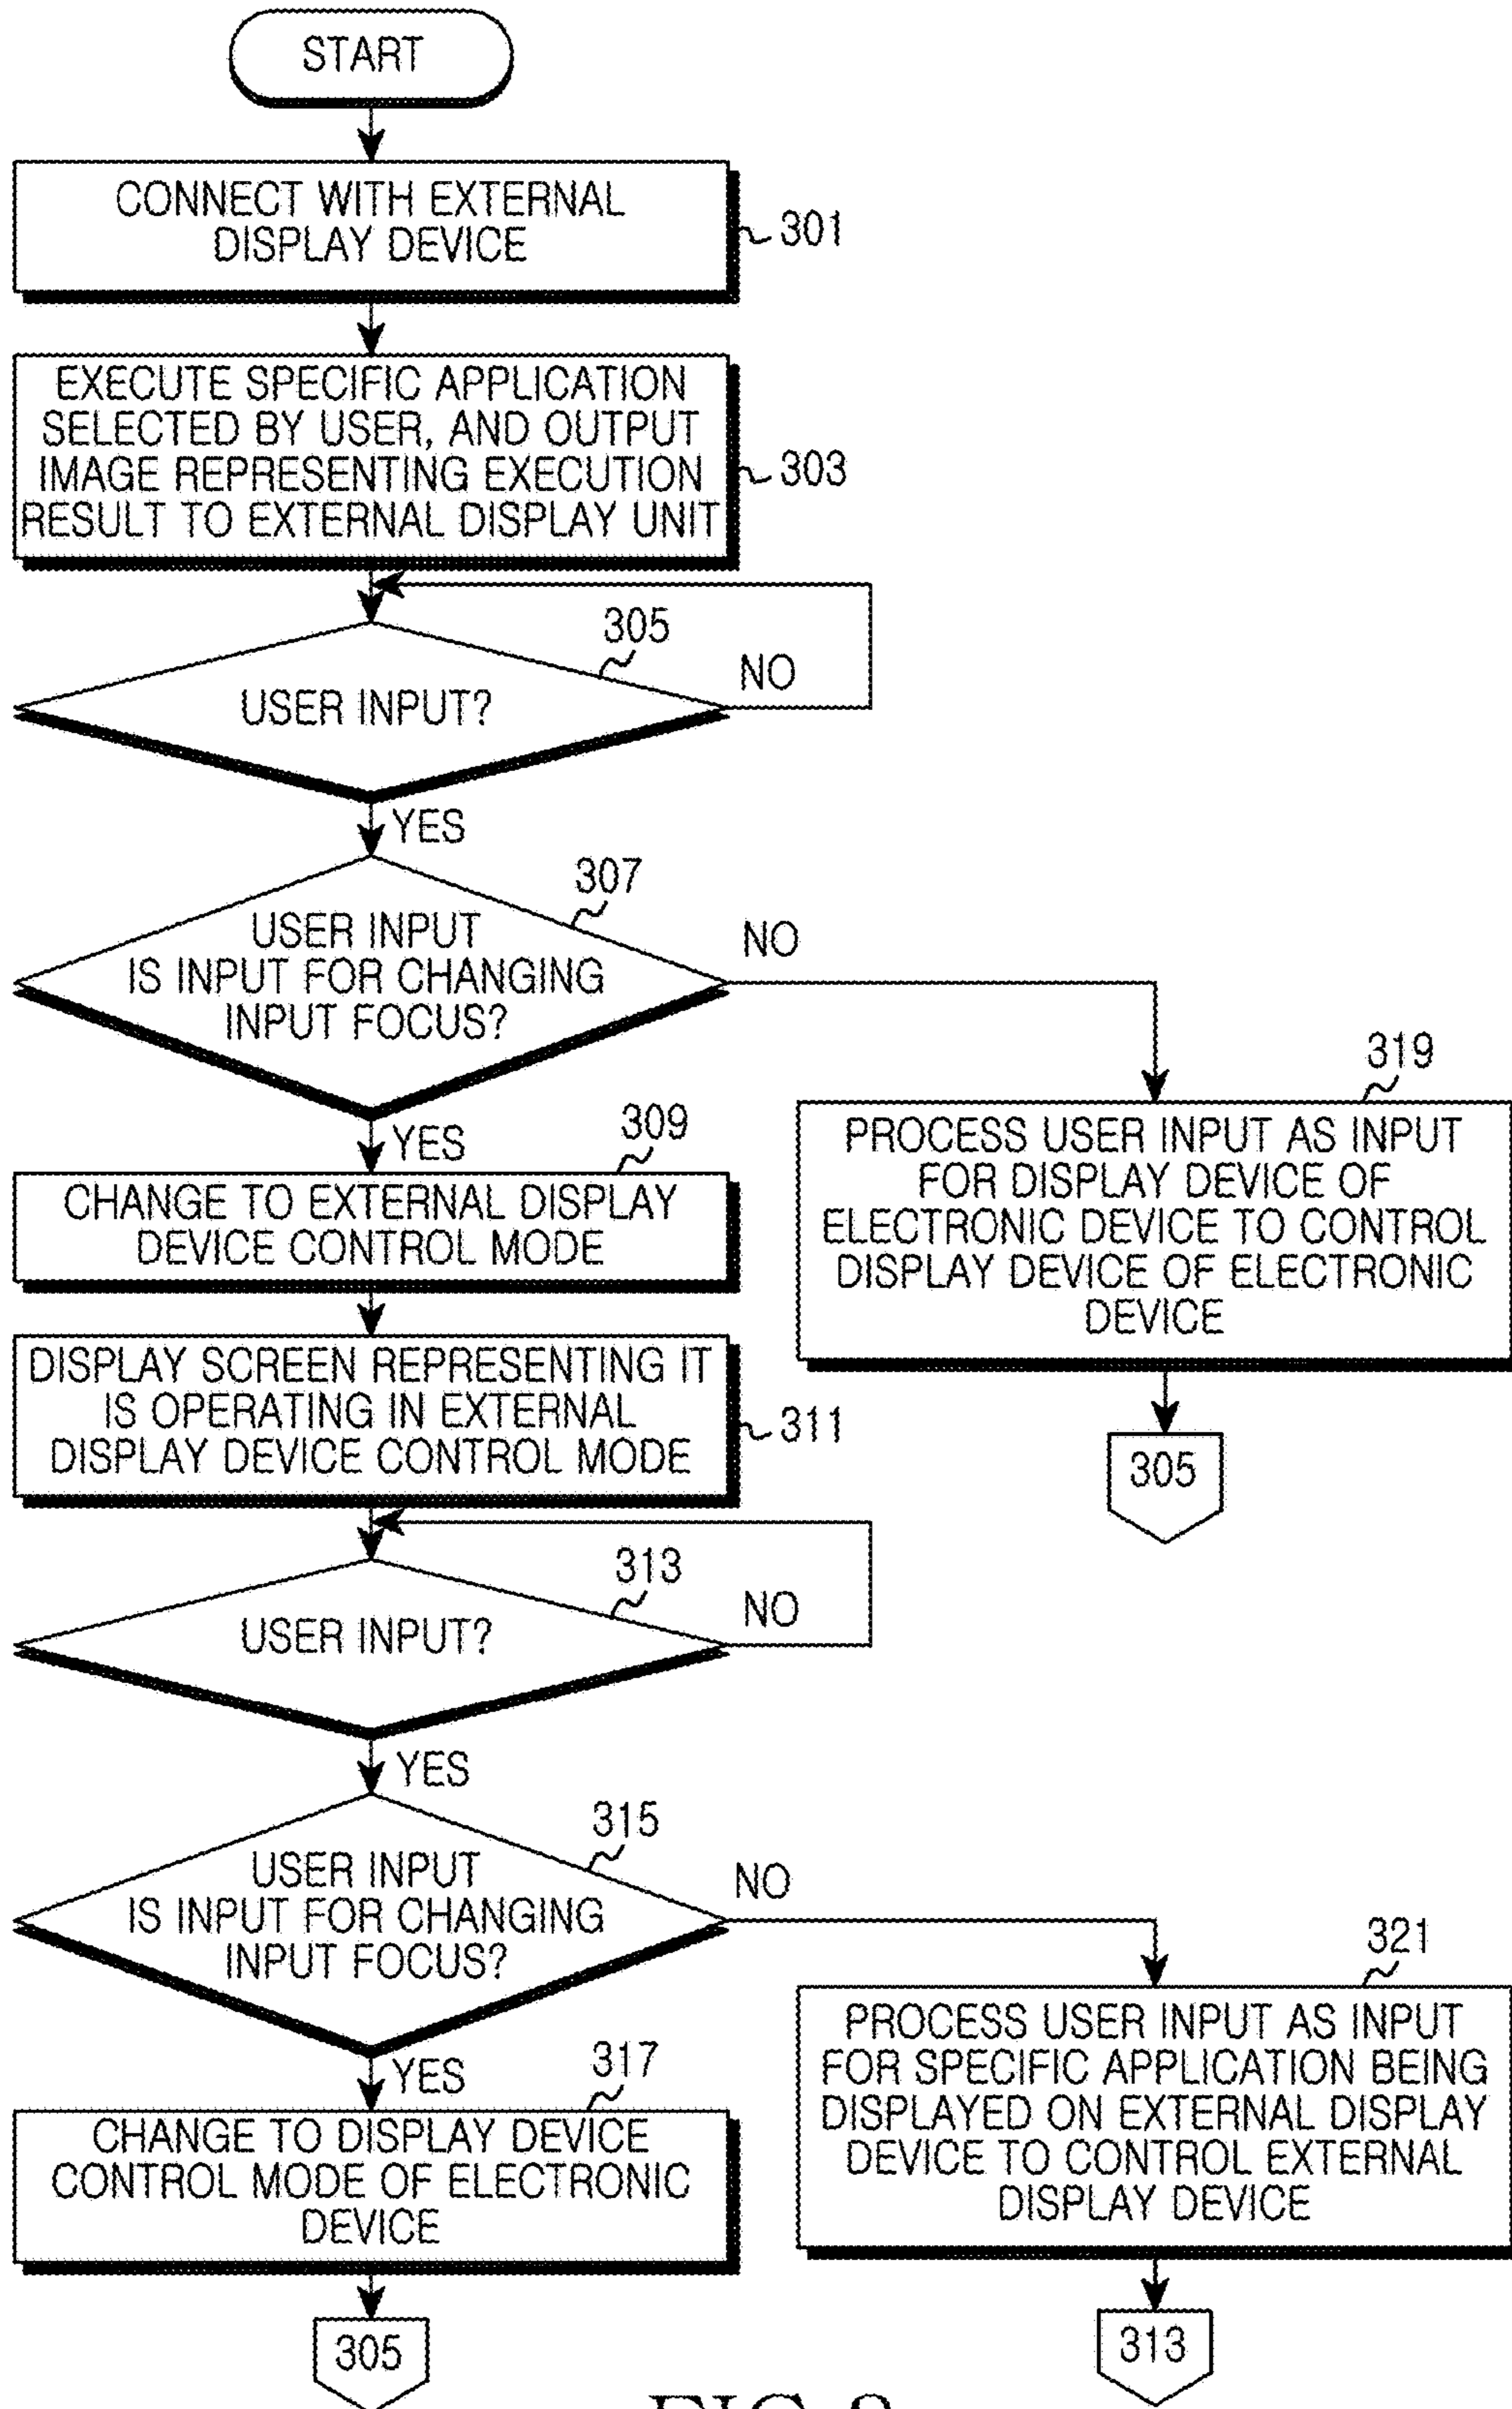 START
CONNECT WITH EXTERNAL
DISPLAY DEVICE
301
EXECUTE SPECIFIC APPLICATION
SELECTED BY USER, AND OUTPUT
IMAGE REPRESENTING EXECUTION
RESULT TO EXTERNAL DISPLAY UNIT
303
305
USER INPUT?
NO
YES
307
USER INPUT
IS INPUT FOR CHANGING
INPUT FOCUS?
NO
YES
319
PROCESS USER INPUT AS INPUT
FOR DISPLAY DEVICE OF
ELECTRONIC DEVICE TO CONTROL
DISPLAY DEVICE OF ELECTRONIC
DEVICE
305
309
CHANGE TO EXTERNAL DISPLAY
DEVICE CONTROL MODE
DISPLAY SCREEN REPRESENTING IT
IS OPERATING IN EXTERNAL
DISPLAY DEVICE CONTROL MODE
311
313
USER INPUT?
NO
YES
315
USER INPUT
IS INPUT FOR CHANGING
INPUT FOCUS?
NO
YES
321
PROCESS USER INPUT AS INPUT
FOR SPECIFIC APPLICATION BEING
DISPLAYED ON EXTERNAL DISPLAY
DEVICE TO CONTROL EXTERNAL
DISPLAY DEVICE
313
317
CHANGE TO DISPLAY DEVICE
CONTROL MODE OF ELECTRONIC
DEVICE
305